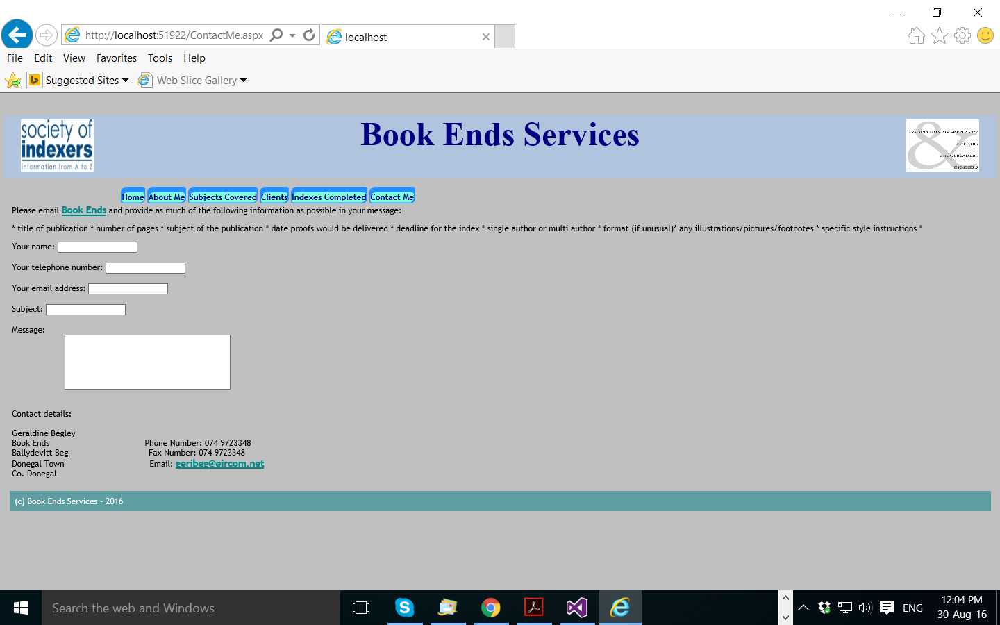 http://localhost:51922/ContactMe.aspx
localhost
File Edit View Favorites Tools Help
Suggested Sites Web Slice Gallery
society of
indexers
information from A to Z
Book Ends Services
ASSOCIATION OF FREELANCE
EDITORS
PROOFREADERS
INDEXERS
&
Home About Me Subjects Covered Clients Indexes Completed Contact Me
Please email Book Ends and provide as much of the following information as possible in your message:
* title of publication * number of pages * subject of the publication * date proofs would be delivered * deadline for the index * single author or multi author * format (if unusual)* any illustrations/pictures/footnotes * specific style instructions *
Your name:
Your telephone number:
Your email address:
Subject:
Message:
Contact details:
Geraldine Begley
Book Ends Phone Number: 074 9723348
Ballydevitt Beg Fax Number: 074 9723348
Donegal Town Email: geribeg@eircom.net
Co. Donegal
(c) Book Ends Services - 2016
Search the web and Windows
ENG
12:04 PM
30-Aug-16